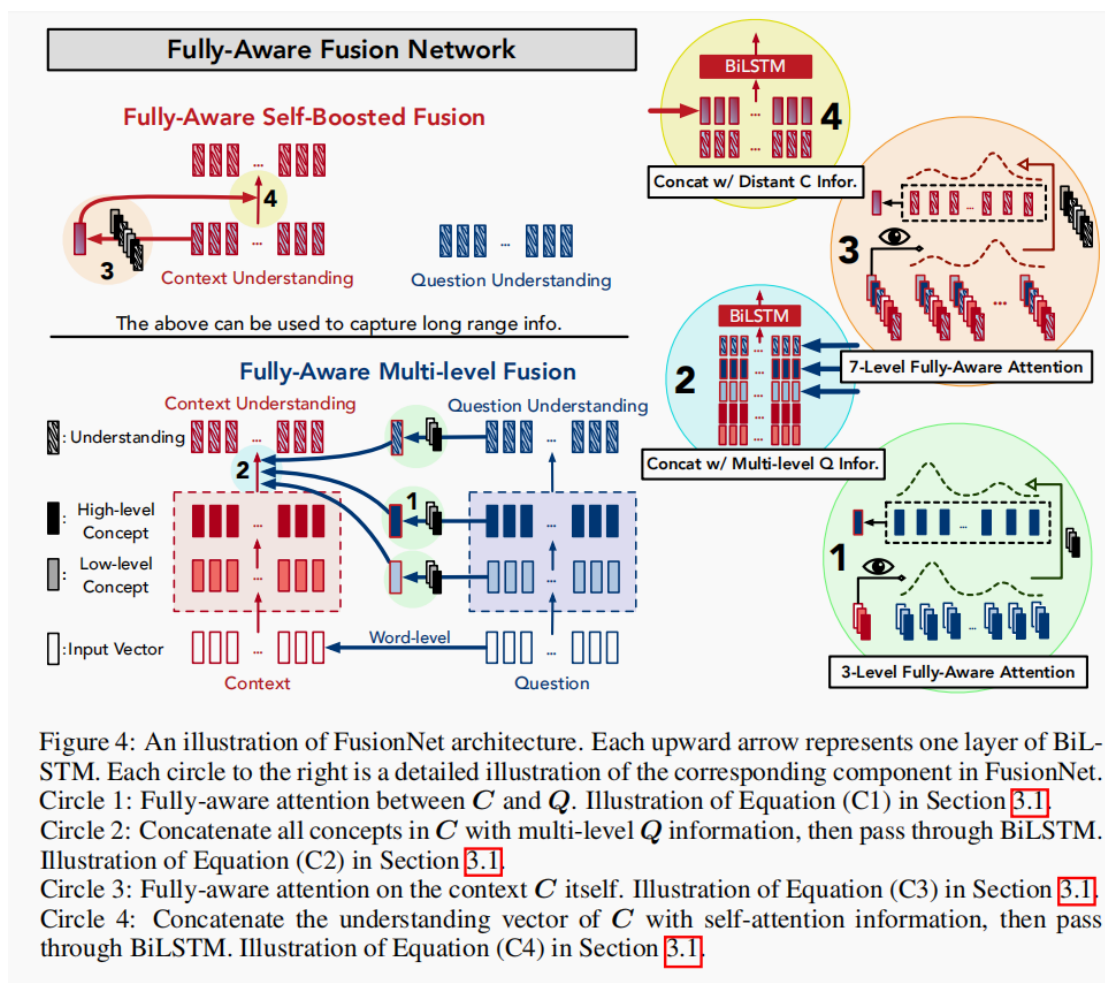 Fully-Aware Fusion Network
Fully-Aware Self-Boosted Fusion
...
4
...
3
Context Understanding
...
Question Understanding
The above can be used to capture long range info.
Fully-Aware Multi-level Fusion
Context Understanding
Question Understanding
: Understanding
...
...
2
: High-level
Concept
...
1
...
: Low-level
Concept
...
...
:Input Vector
...
Word-level
...
Context
Question
BiLSTM
...
4
...
Concat w/ Distant C Infor.
...
3
...
7-Level Fully-Aware Attention
BiLSTM
...
...
2
...
...
...
Concat w/ Multi-level Q Infor.
...
1
...
3-Level Fully-Aware Attention
Figure 4: An illustration of FusionNet architecture. Each upward arrow represents one layer of BiL-
STM. Each circle to the right is a detailed illustration of the corresponding component in FusionNet.
Circle 1: Fully-aware attention between C and Q. Illustration of Equation (C1) in Section 3.1.
Circle 2: Concatenate all concepts in C with multi-level Q information, then pass through BiLSTM.
Illustration of Equation (C2) in Section 3.1.
Circle 3: Fully-aware attention on the context C itself. Illustration of Equation (C3) in Section 3.1.
Circle 4: Concatenate the understanding vector of C with self-attention information, then pass
through BiLSTM. Illustration of Equation (C4) in Section 3.1.